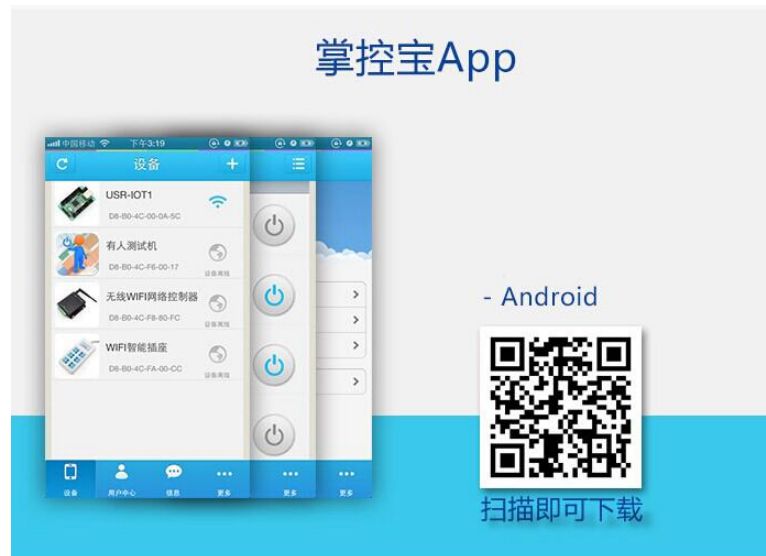 掌控宝App
中国移动 下午3:19
设备
USR-IOT1
D8-B0-4C-00-0A-5C
有人测试机
D8-B0-4C-F6-00-17
设备离线
无线WIFI网络控制器
D8-B0-4C-F8-80-FC
设备离线
WIFI智能插座
D8-B0-4C-FA-00-CC
设备离线
设备 用户中心 信息 更多 更多 更多
- Android
扫描即可下载